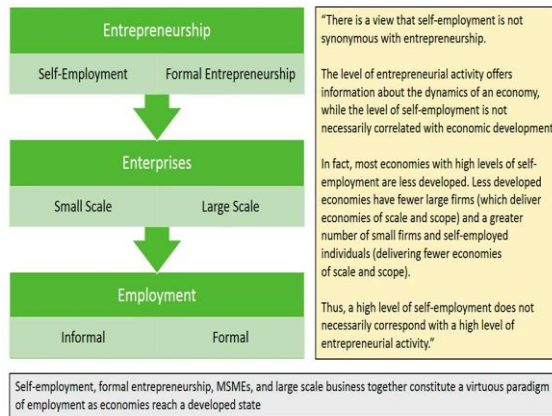 Entrepreneurship
Self-Employment
Formal Entrepreneurship
Enterprises
Small Scale
Large Scale
Employment
Informal
Formal
“There is a view that self-employment is not
synonymous with entrepreneurship.
The level of entrepreneurial activity offers
information about the dynamics of an economy,
while the level of self-employment is not
necessarily correlated with economic development
In fact, most economies with high levels of self-
employment are less developed. Less developed
economies have fewer large firms (which deliver
economies of scale and scope) and a greater
number of small firms and self-employed
individuals (delivering fewer economies
of scale and scope).
Thus, a high level of self-employment does not
necessarily correspond with a high level of
entrepreneurial activity.”
Self-employment, formal entrepreneurship, MSMEs, and large scale business together constitute a virtuous paradigm
of employment as economies reach a developed state